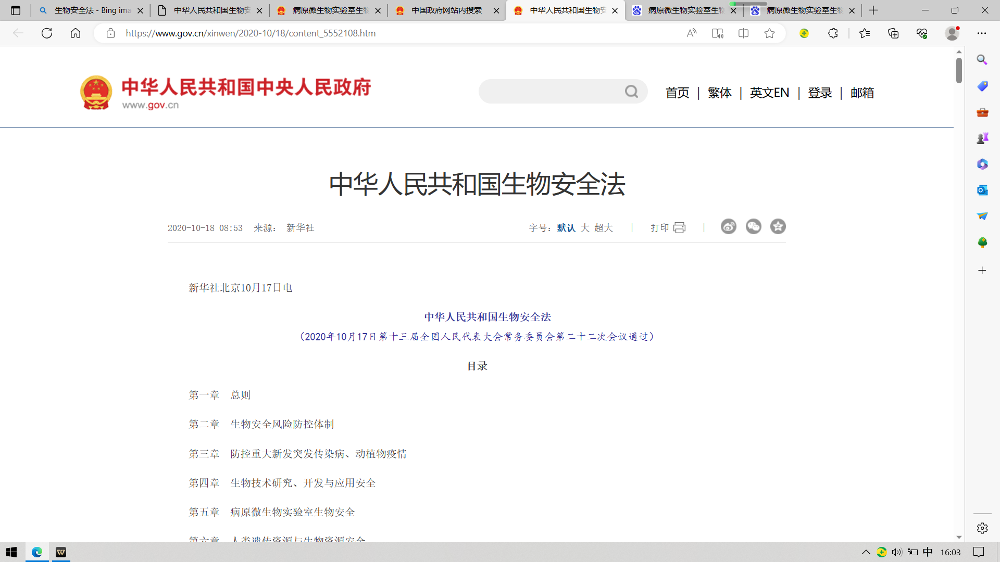 生物安全法 - Bing ima
中华人民共和国生物安
病原微生物实验室生物
中国政府网站内搜索
中华人民共和国生物安
病原微生物实验室生物
病原微生物实验室生物
https://www.gov.cn/xinwen/2020-10/18/content_5552108.htm
中华人民共和国中央人民政府
www.gov.cn
首页 | 繁体 | 英文EN | 登录 | 邮箱
中华人民共和国生物安全法
2020-10-18 08:53 来源： 新华社
字号：默认 大 超大 | 打印 |
新华社北京10月17日电
中华人民共和国生物安全法
（2020年10月17日第十三届全国人民代表大会常务委员会第二十二次会议通过）
目录
第一章 总则
第二章 生物安全风险防控体制
第三章 防控重大新发突发传染病、动植物疫情
第四章 生物技术研究、开发与应用安全
第五章 病原微生物实验室生物安全
第六章 人类遗传资源与生物资源安全
中 16:03